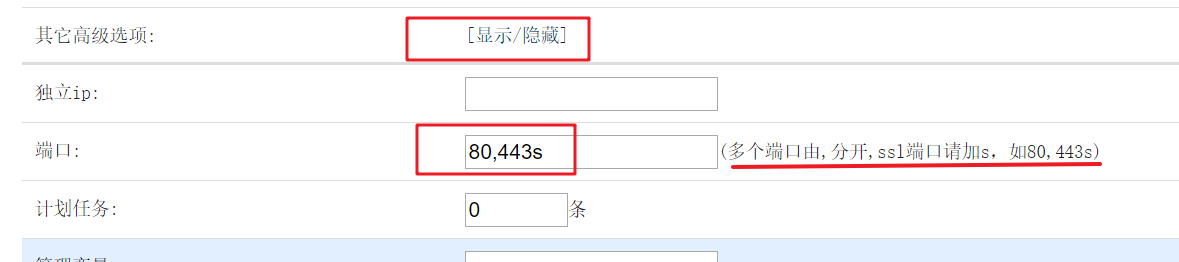 其它高级选项: [显示/隐藏]
独立ip:
端口: 80,443s (多个端口由,分开,ssl端口请加s，如80,443s)
计划任务: 0 条